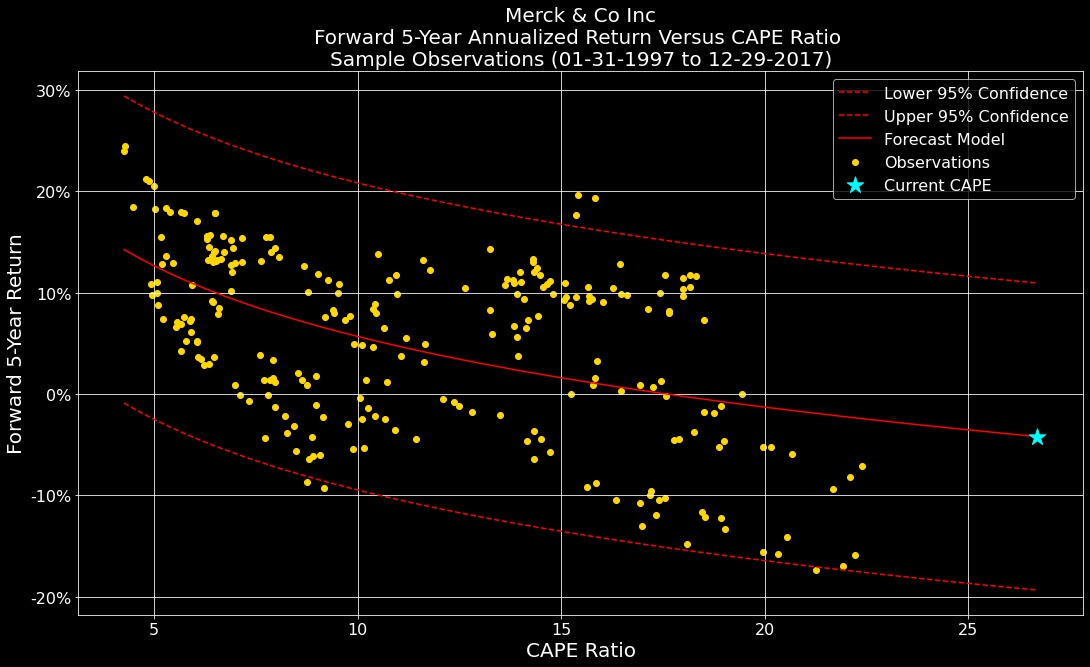 Merck & Co Inc
Forward 5-Year Annualized Return Versus CAPE Ratio
Sample Observations (01-31-1997 to 12-29-2017)
Lower 95% Confidence
Upper 95% Confidence
Forecast Model
Observations
Current CAPE
Forward 5-Year Return
30%
20%
10%
0%
-10%
-20%
5 10 15 20 25
CAPE Ratio